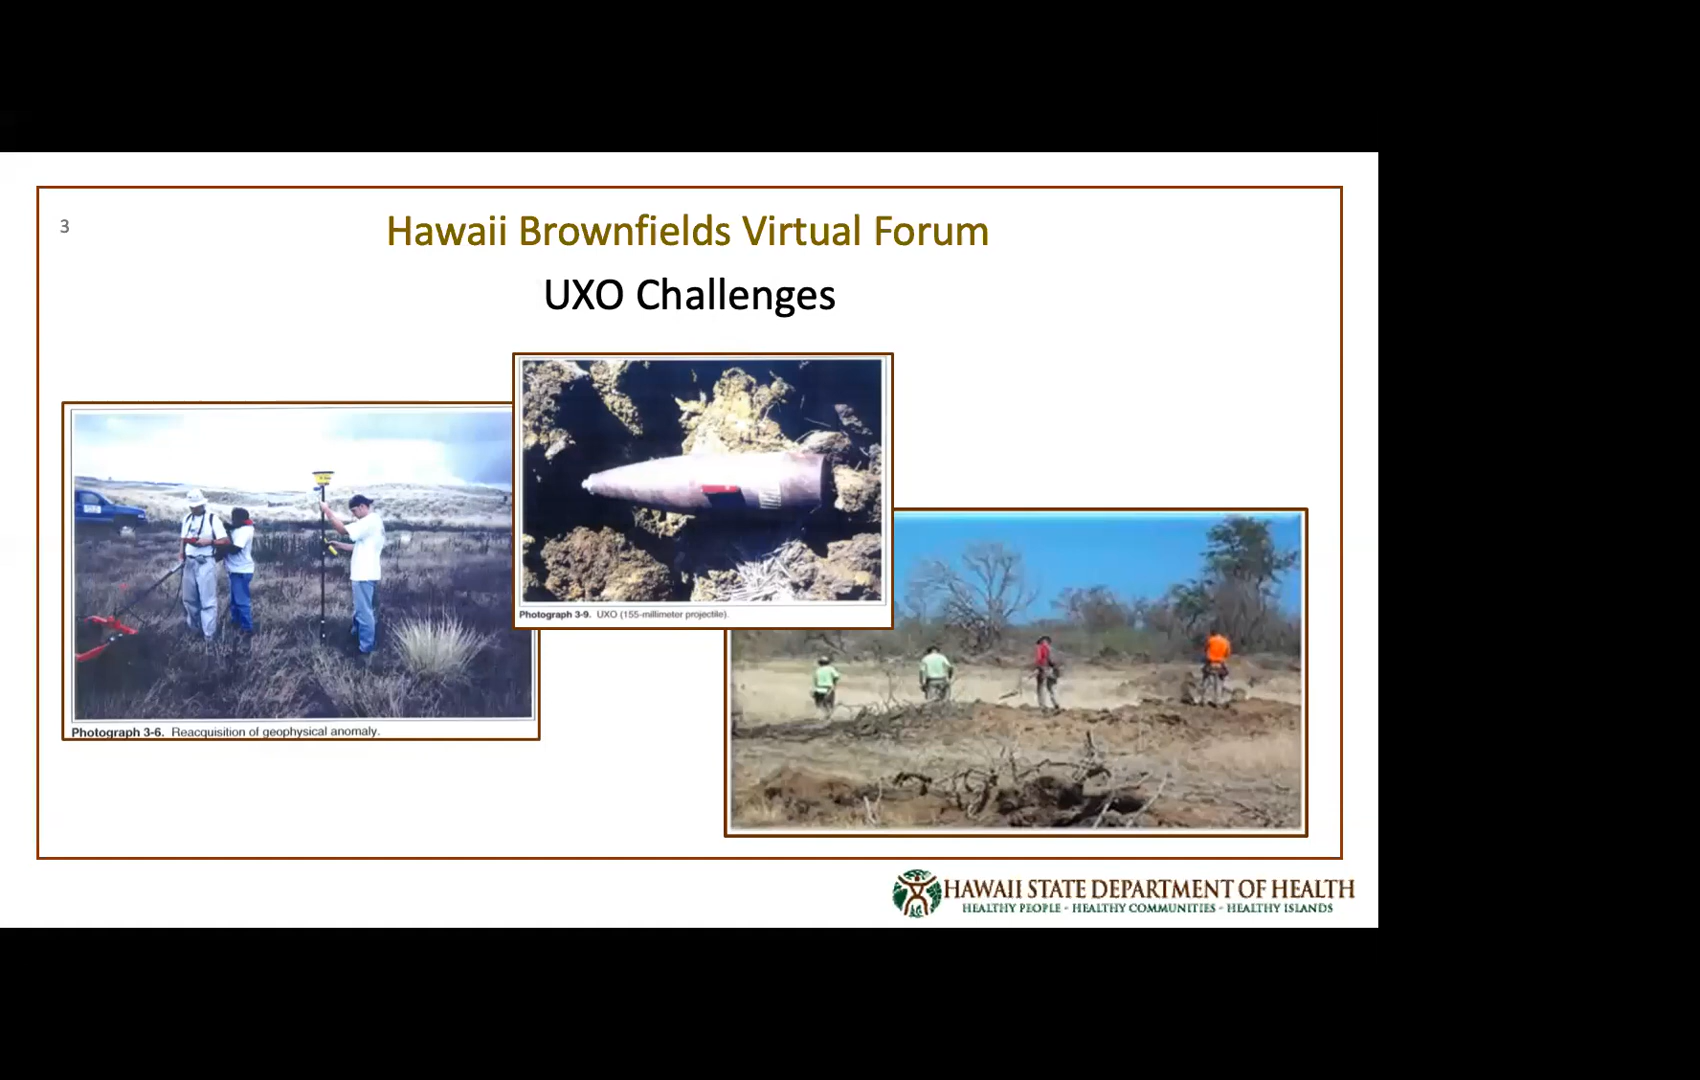 3
Hawaii Brownfields Virtual Forum
UXO Challenges
Photograph 3-9. UXO (155-millimeter projectile).
Photograph 3-6. Reacquisition of geophysical anomaly.
HAWAII STATE DEPARTMENT OF HEALTH
HEALTHY PEOPLE - HEALTHY COMMUNITIES - HEALTHY ISLANDS